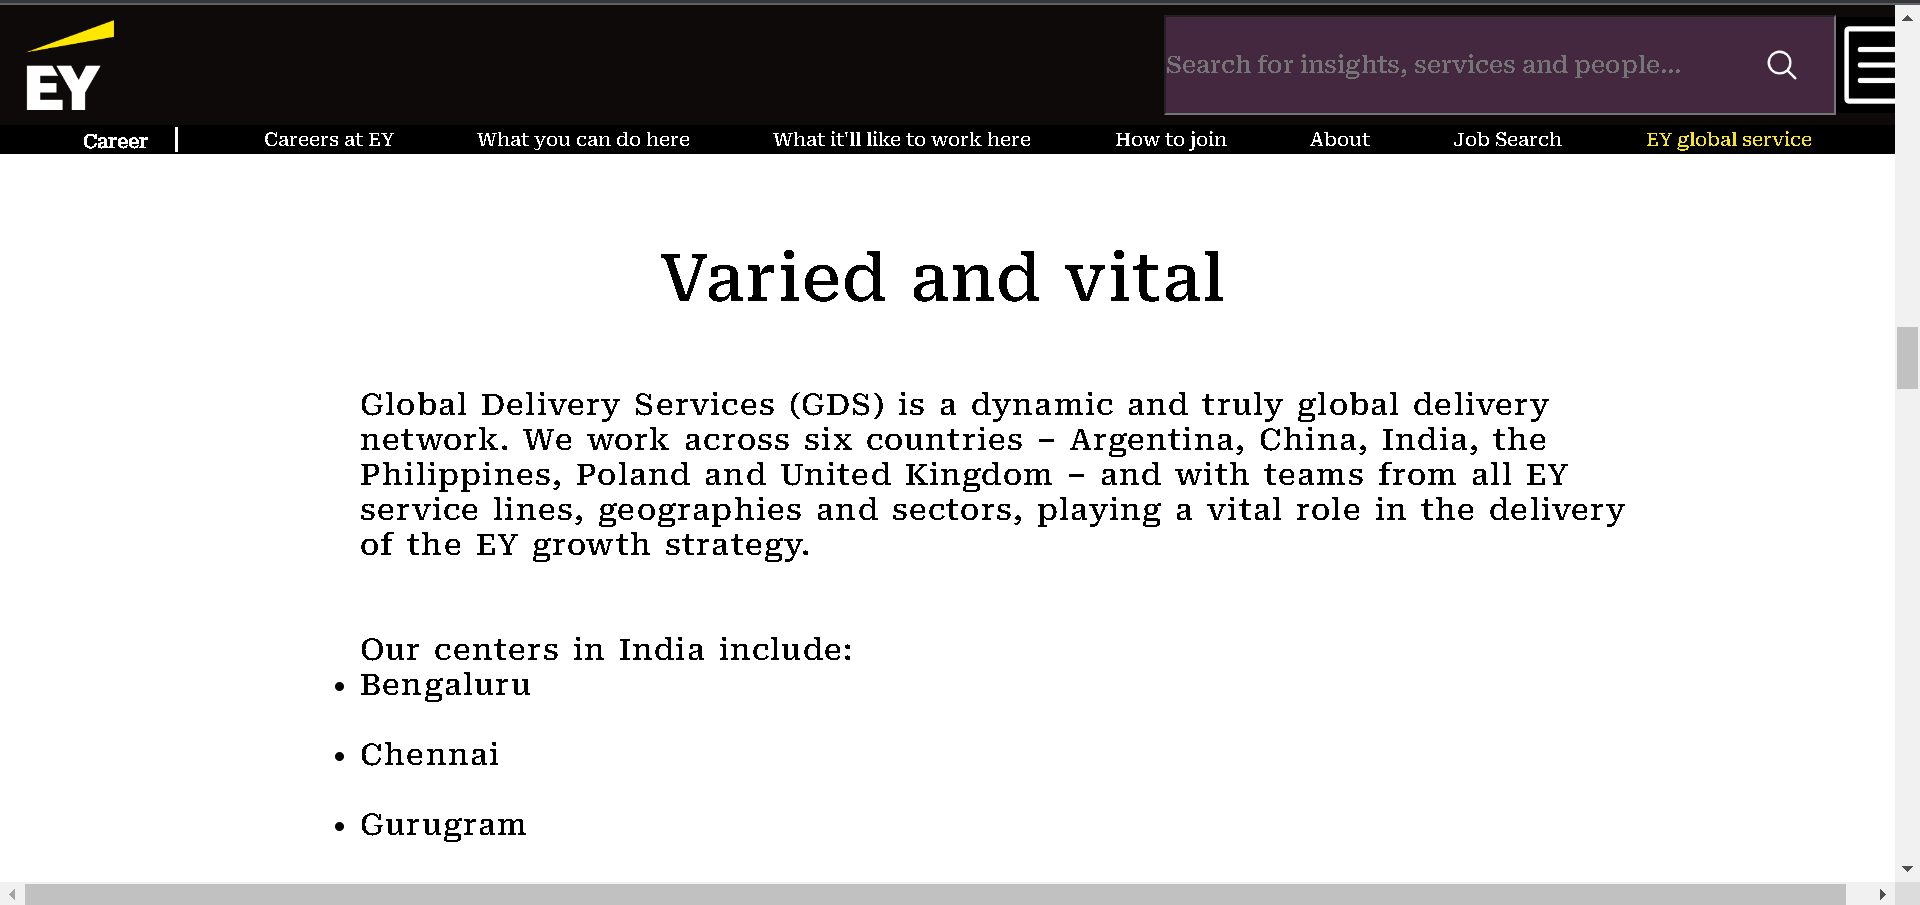 EY
Search for insights, services and people...
Career
Careers at EY
What you can do here
What it'll like to work here
How to join
About
Job Search
EY global service
Varied and vital
Global Delivery Services (GDS) is a dynamic and truly global delivery
network. We work across six countries – Argentina, China, India, the
Philippines, Poland and United Kingdom – and with teams from all EY
service lines, geographies and sectors, playing a vital role in the delivery
of the EY growth strategy.
Our centers in India include:
• Bengaluru
• Chennai
• Gurugram